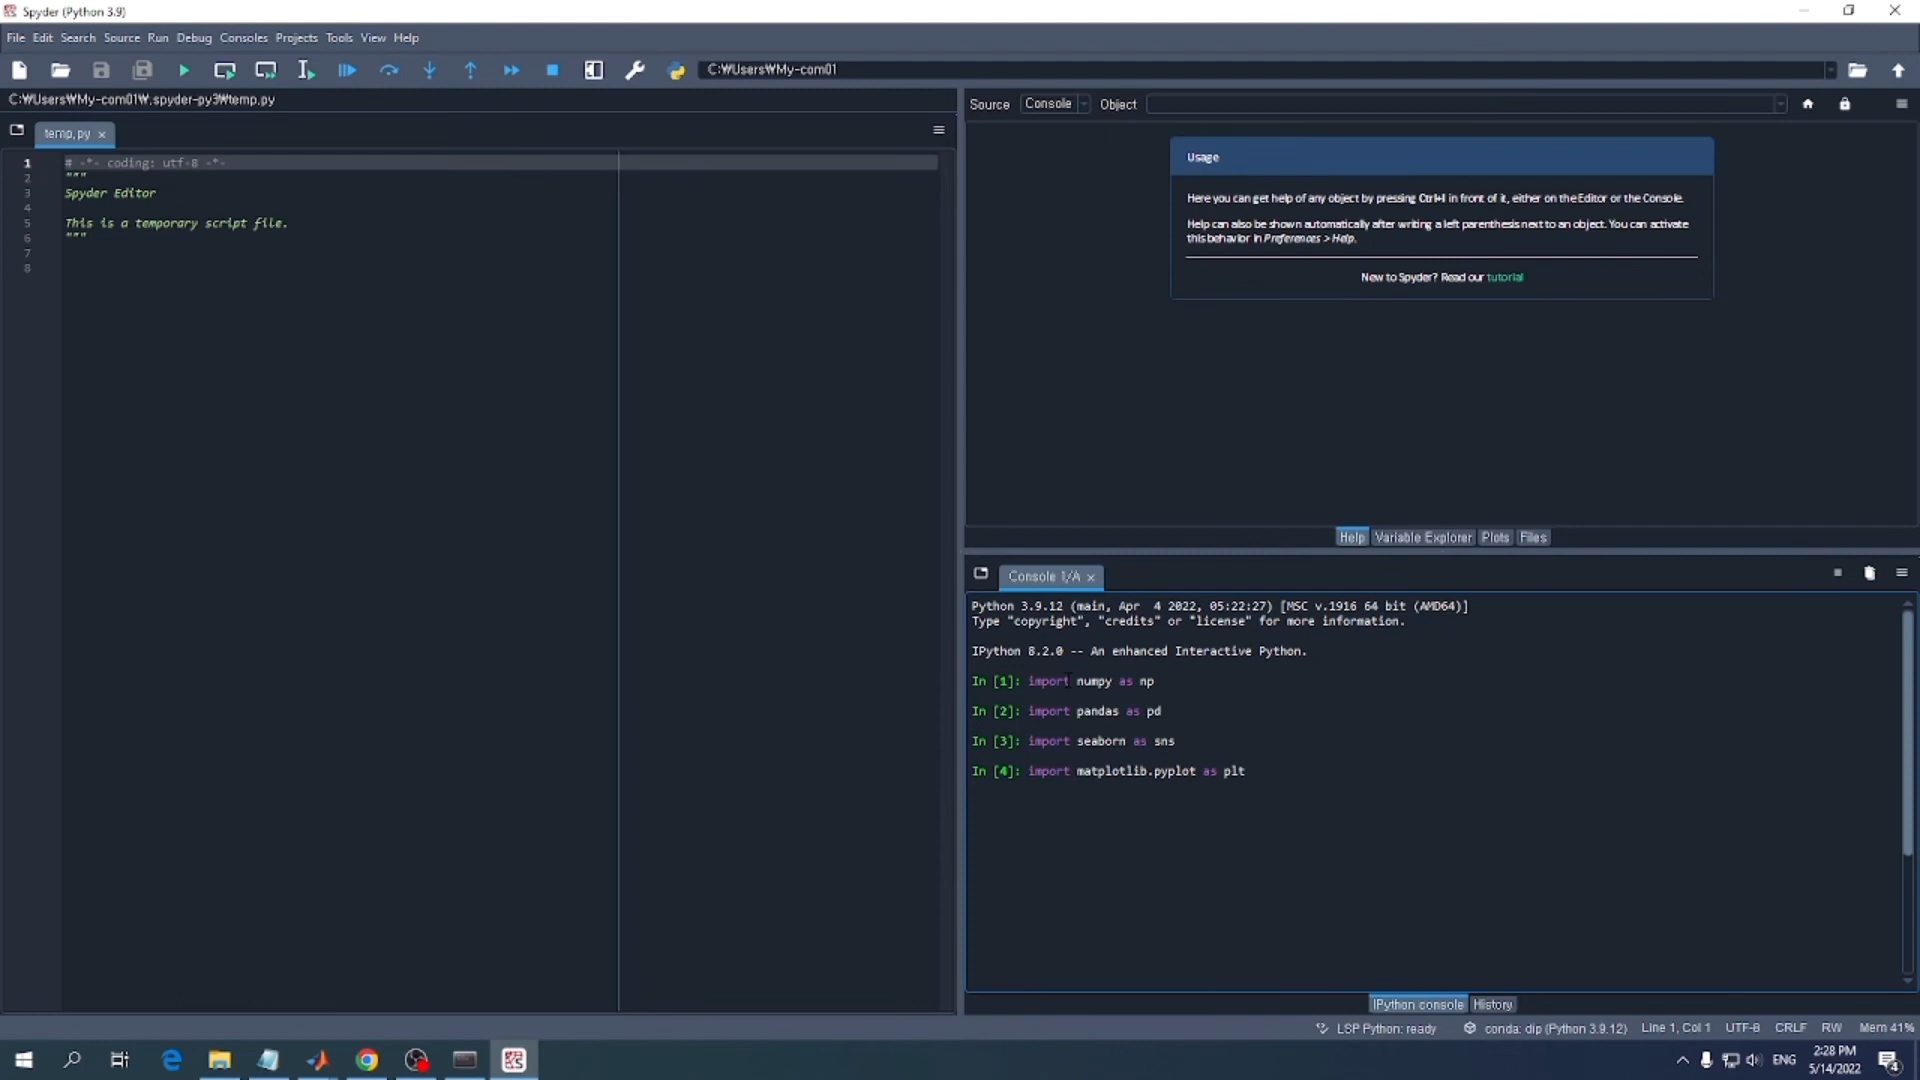 Spyder (Python 3.9)
File Edit Search Source Run Debug Consoles Projects Tools View Help
C:₩Users₩My-com01
C:₩Users₩My-com01₩.spyder-py3₩temp.py
Source Console Object
temp.py
1 # -*- coding: utf-8 -*-
2 """
3 Spyder Editor
4
5 This is a temporary script file.
6 """
7
8
Usage
Here you can get help of any object by pressing Ctrl+I in front of it, either on the Editor or the Console.
Help can also be shown automatically after writing a left parenthesis next to an object. You can activate
this behavior in Preferences > Help.
New to Spyder? Read our tutorial
Help Variable Explorer Plots Files
Console 1/A
Python 3.9.12 (main, Apr  4 2022, 05:22:27) [MSC v.1916 64 bit (AMD64)]
Type "copyright", "credits" or "license" for more information.
IPython 8.2.0 -- An enhanced Interactive Python.
In [1]: import numpy as np
In [2]: import pandas as pd
In [3]: import seaborn as sns
In [4]: import matplotlib.pyplot as plt
IPython console History
LSP Python: ready conda: dip (Python 3.9.12) Line 1, Col 1 UTF-8 CRLF RW Mem 41%
ENG 2:28 PM
5/14/2022
4